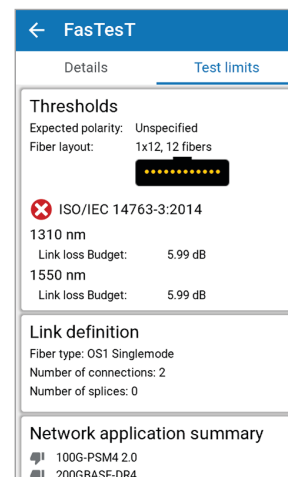 FasTesT
Details Test limits
Thresholds
Expected polarity: Unspecified
Fiber layout: 1x12, 12 fibers
ISO/IEC 14763-3:2014
1310 nm
Link loss Budget: 5.99 dB
1550 nm
Link loss Budget: 5.99 dB
Link definition
Fiber type: OS1 Singlemode
Number of connections: 2
Number of splices: 0
Network application summary
100G-PSM4 2.0
200GBASE-DR4